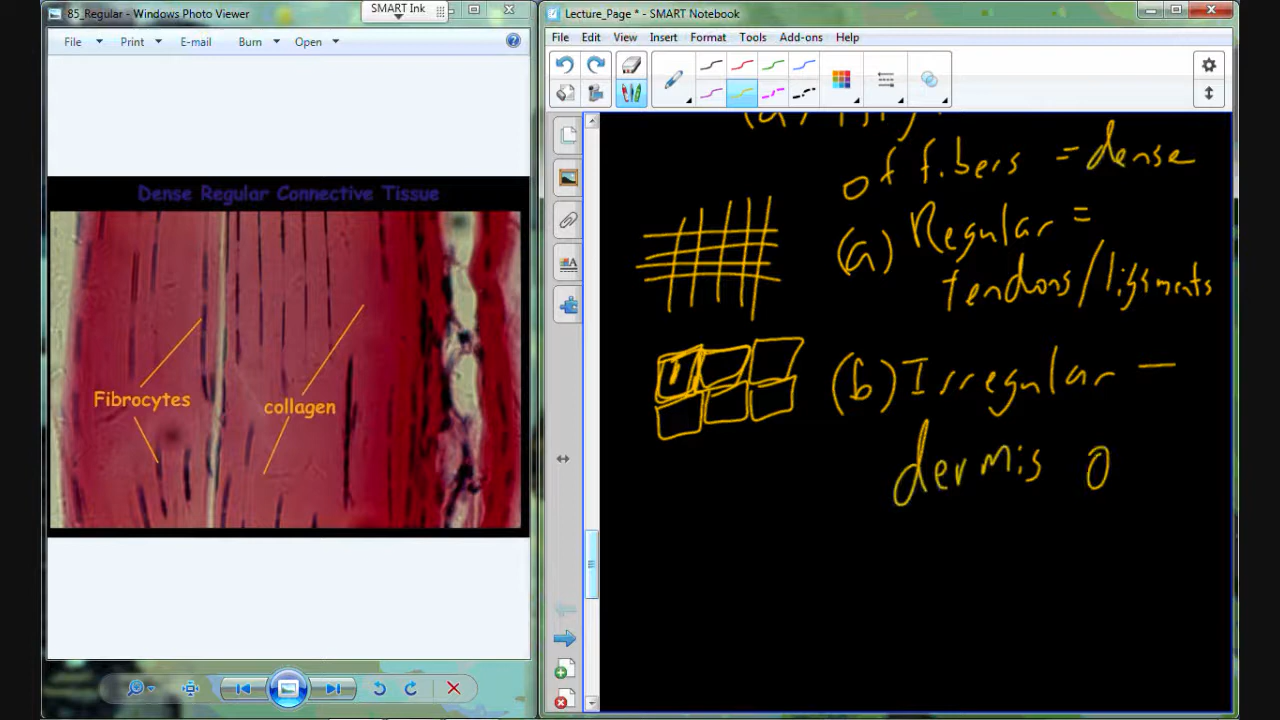 85_Regular - Windows Photo Viewer
SMART Ink
File Print E-mail Burn Open
Dense Regular Connective Tissue
Fibrocytes
collagen
Lecture_Page * - SMART Notebook
File Edit View Insert Format Tools Add-ons Help
of fibers = dense
(a) Regular =
tendons/ligaments
(b) Irregular -
dermis o